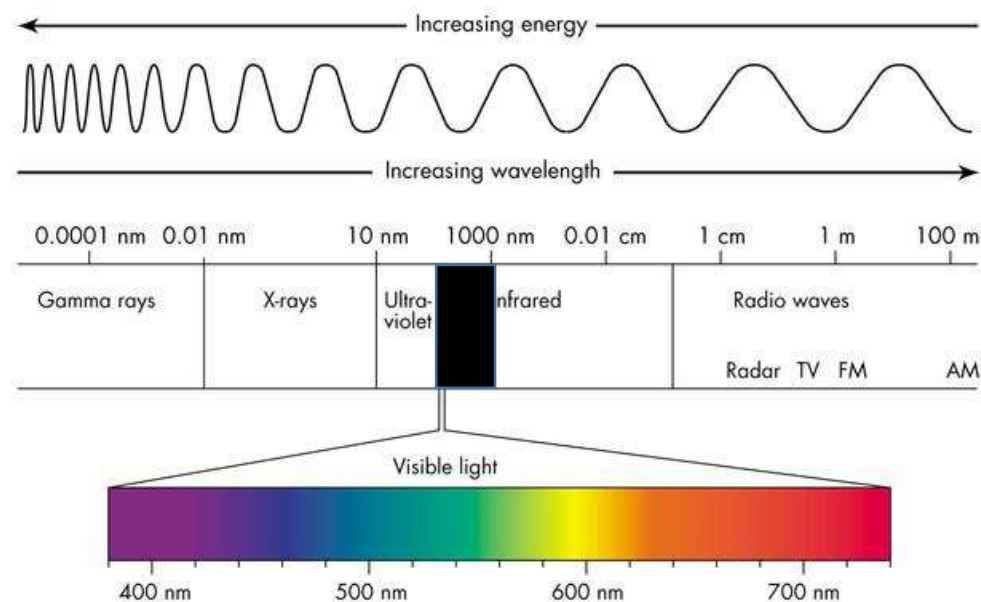 Increasing energy
Increasing wavelength
0.0001 nm 0.01 nm 10 nm 1000 nm 0.01 cm 1 cm 1 m 100 m
Gamma rays X-rays Ultra- nfrared Radio waves
violet
Radar TV FM AM
Visible light
400 nm 500 nm 600 nm 700 nm